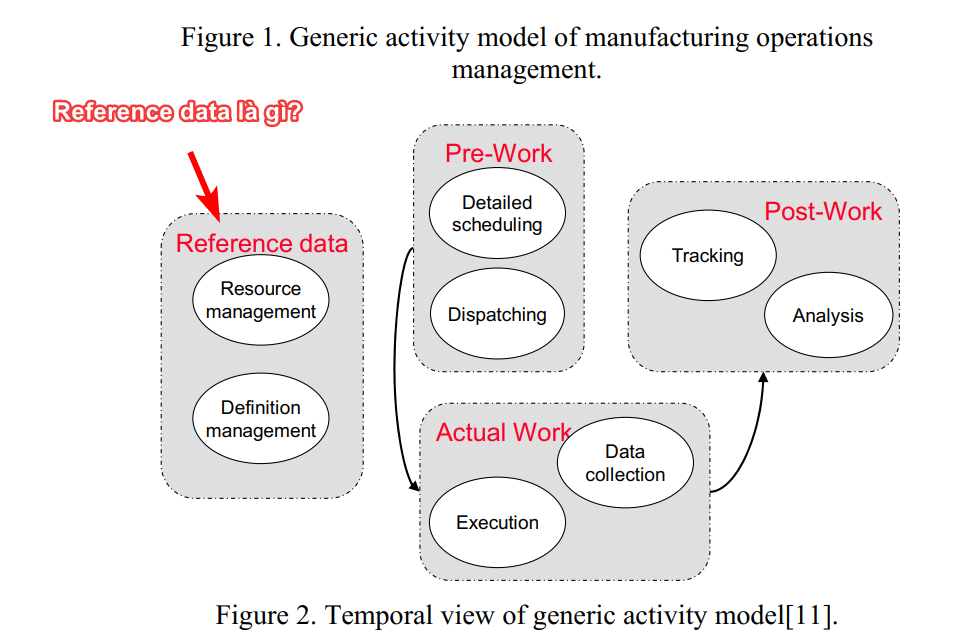 Figure 1. Generic activity model of manufacturing operations
management.
Reference data là gì?
Pre-Work
Detailed
scheduling
Dispatching
Post-Work
Tracking
Analysis
Reference data
Resource
management
Definition
management
Actual Work
Data
collection
Execution
Figure 2. Temporal view of generic activity model[11].